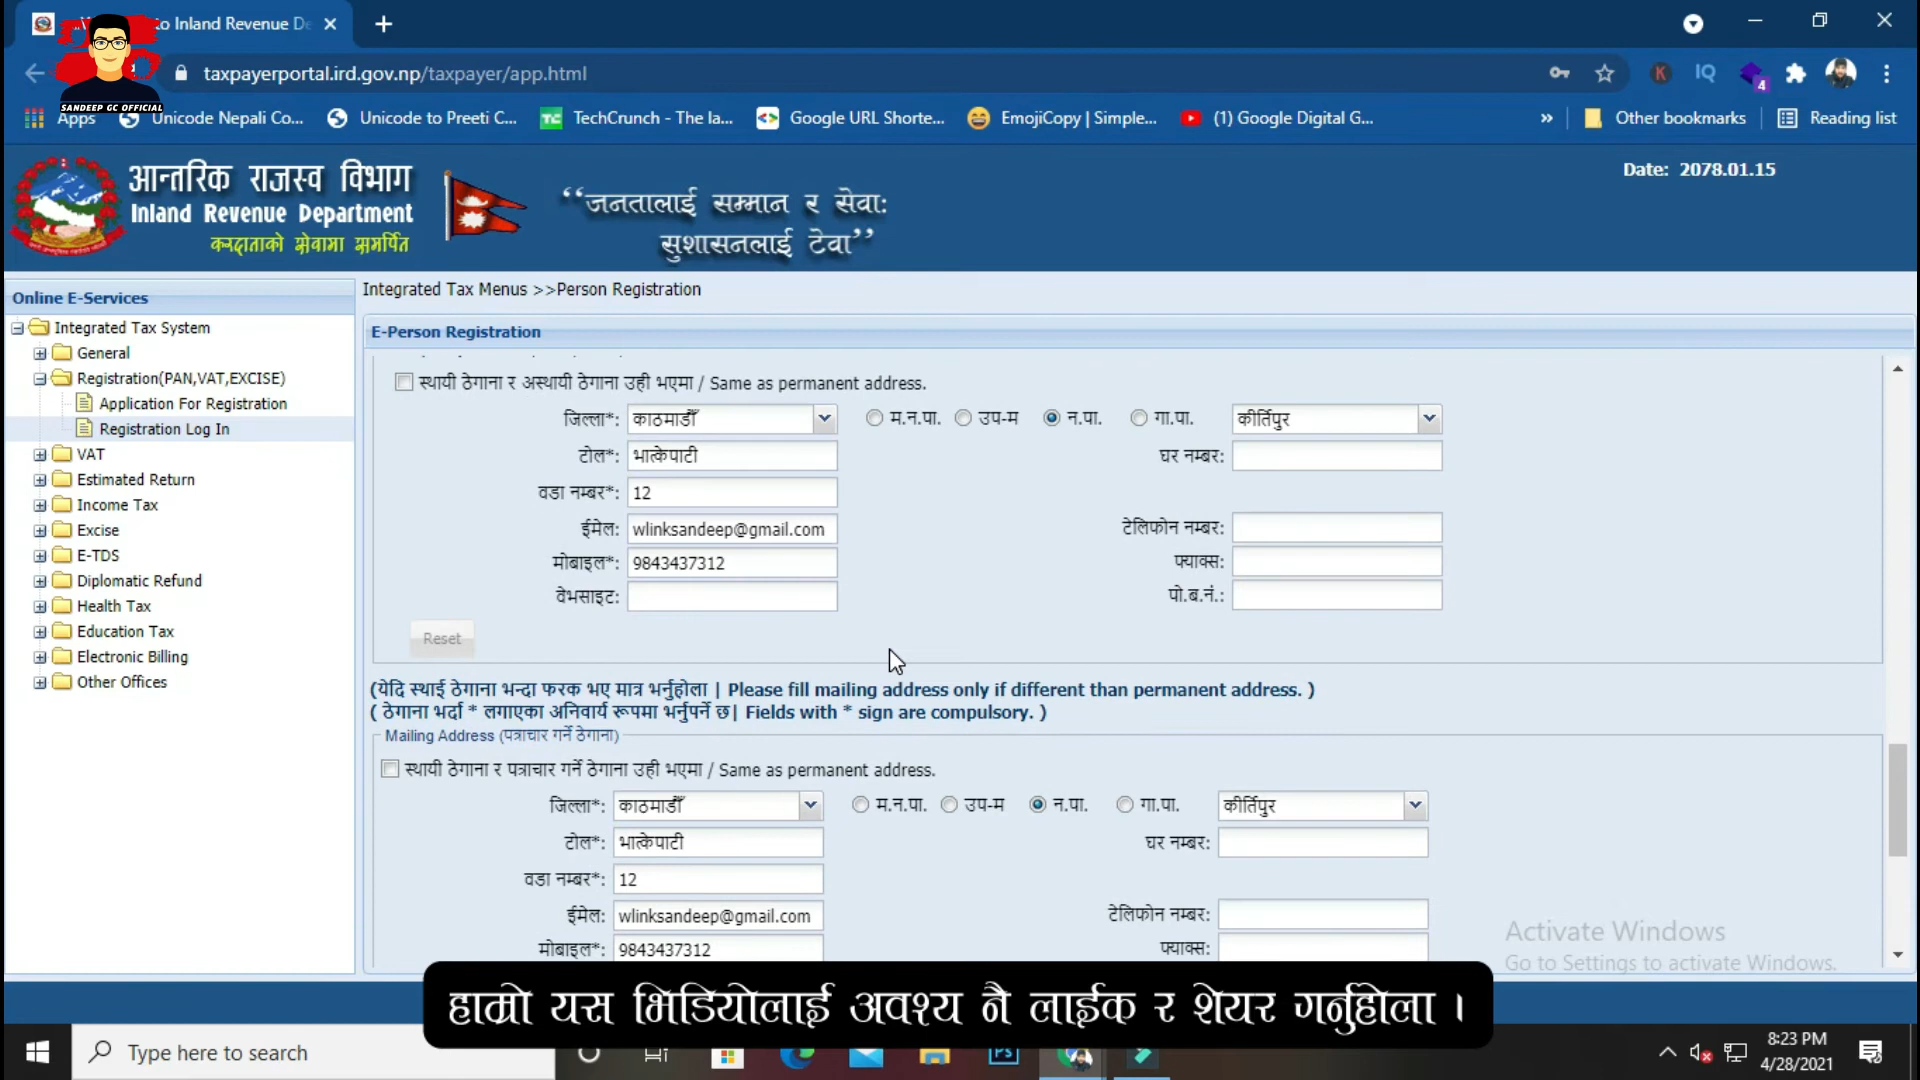 to Inland Revenue De
taxpayerportal.ird.gov.np/taxpayer/app.html
IQ
4
SANDEEP GC OFFICIAL
Apps
Unicode Nepali Co...
Unicode to Preeti C...
TechCrunch - The la...
Google URL Shorte...
EmojiCopy | Simple...
(1) Google Digital G...
Other bookmarks
Reading list
आन्तरिक राजस्व विभाग
Inland Revenue Department
करदाताको सेवामा समर्पित
“जनतालाई सम्मान र सेवा:
सुशासनलाई टेवा”
Date: 2078.01.15
Online E-Services
Integrated Tax System
General
Registration(PAN,VAT,EXCISE)
Application For Registration
Registration Log In
VAT
Estimated Return
Income Tax
Excise
E-TDS
Diplomatic Refund
Health Tax
Education Tax
Electronic Billing
Other Offices
Integrated Tax Menus >>Person Registration
E-Person Registration
स्थायी ठेगाना र अस्थायी ठेगाना उही भएमा / Same as permanent address.
जिल्ला*: काठमाडौँ म.न.पा. उप-म न.पा. गा.पा. कीर्तिपुर
टोल*: भात्केपाटी घर नम्बर:
वडा नम्बर*: 12
ईमेल: wlinksandeep@gmail.com टेलिफोन नम्बर:
मोबाइल*: 9843437312 फ्याक्स:
वेभसाइट: पो.ब.नं.:
Reset
(येदि स्थाई ठेगाना भन्दा फरक भए मात्र भर्नुहोला | Please fill mailing address only if different than permanent address. )
( ठेगाना भर्दा * लगाएका अनिवार्य रूपमा भर्नुपर्ने छ| Fields with * sign are compulsory. )
Mailing Address (पत्राचार गर्ने ठेगाना)
स्थायी ठेगाना र पत्राचार गर्ने ठेगाना उही भएमा / Same as permanent address.
जिल्ला*: काठमाडौँ म.न.पा. उप-म न.पा. गा.पा. कीर्तिपुर
टोल*: भात्केपाटी घर नम्बर:
वडा नम्बर*: 12
ईमेल: wlinksandeep@gmail.com टेलिफोन नम्बर:
मोबाइल*: 9843437312 फ्याक्स:
Activate Windows
Go to Settings to activate Windows.
हाम्रो यस भिडियोलाई अवश्य नै लाईक र शेयर गर्नुहोला ।
Type here to search
Ps
8:23 PM
4/28/2021